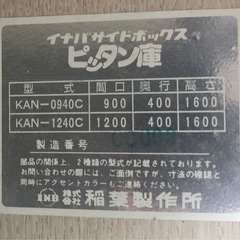 イナバサイドボックス
ピッタン庫
型式 間口 奥行 高さ
KAN-0940C 900 400 1600
KAN-1240C 1200 400 1600
製造番号
部品の関係上、2種類の型式が記載されております。
お問い合わせの際には、ご面倒ですが、寸法の確認と
同時にアクセントカラーもご連絡下さい。
INB 株式会社 稲葉製作所